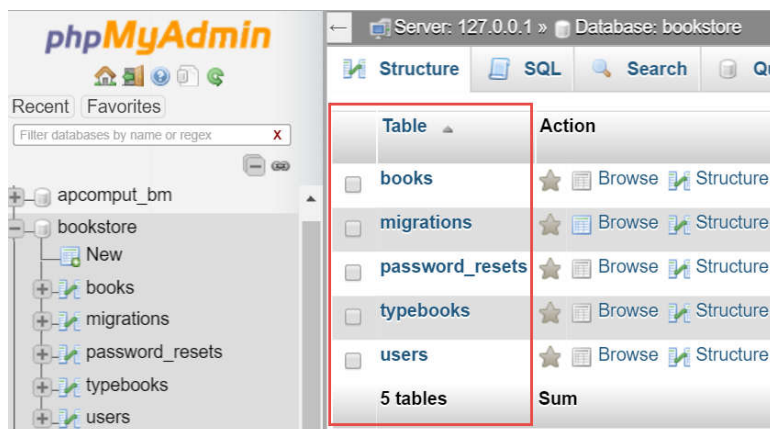 phpMyAdmin
Recent Favorites
Filter databases by name or regex X
apcomput_bm
bookstore
New
books
migrations
password_resets
typebooks
users
← Server: 127.0.0.1 » Database: bookstore
Structure SQL Search Qu
Table Action
books Browse Structure
migrations Browse Structure
password_resets Browse Structure
typebooks Browse Structure
users Browse Structure
5 tables Sum